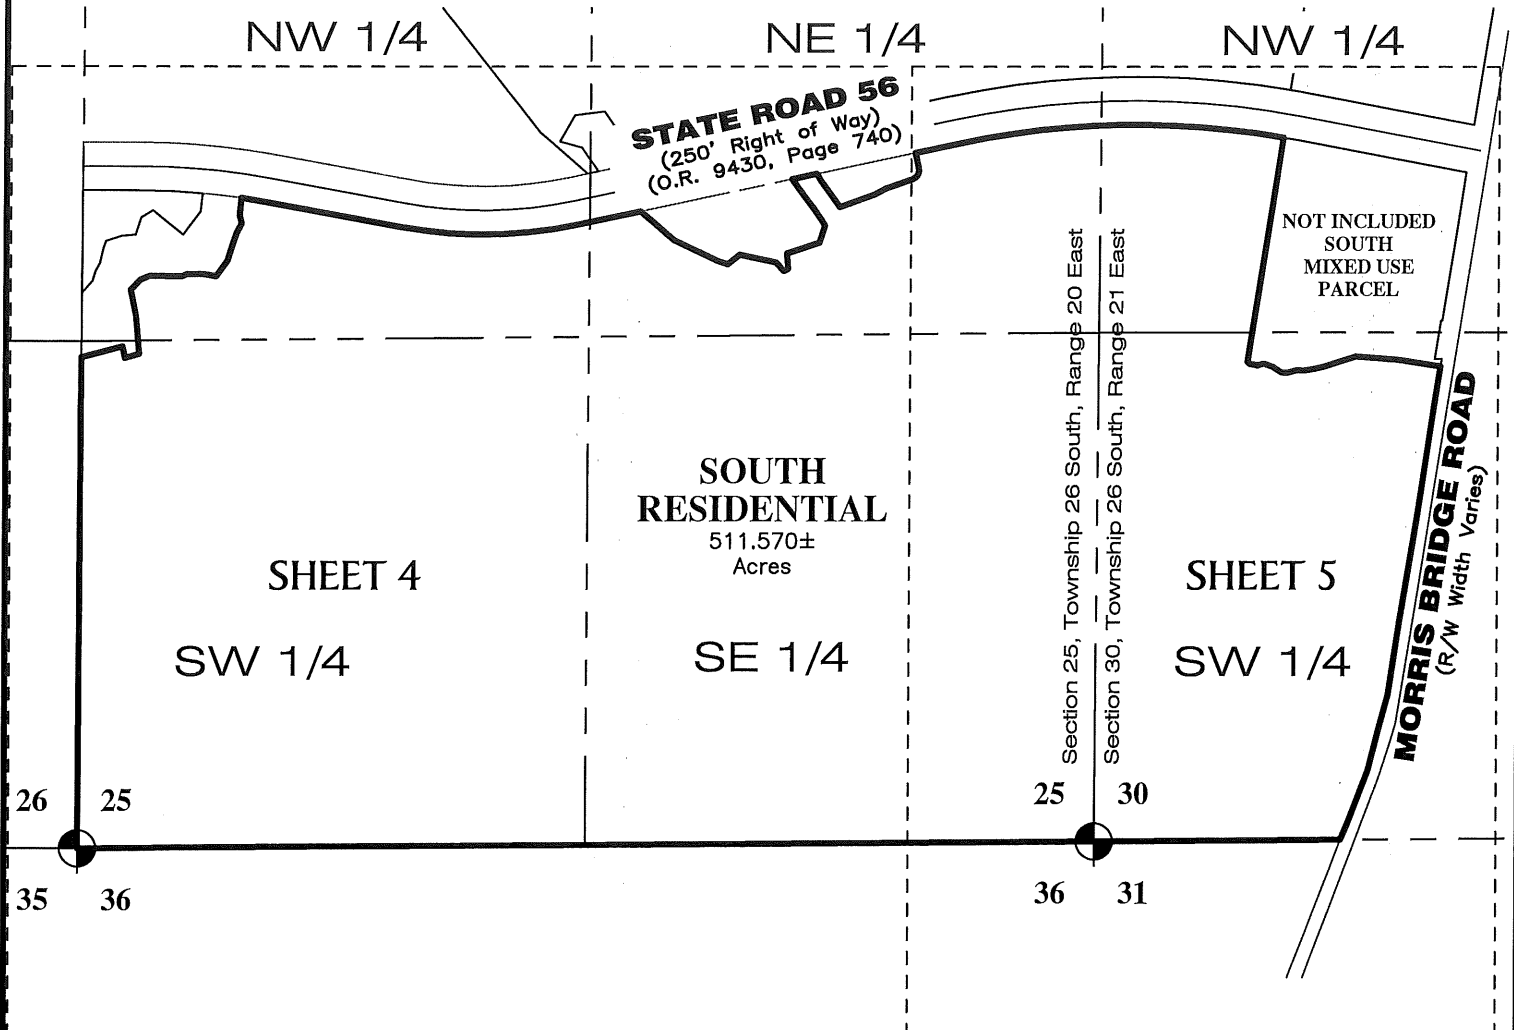 NW 1/4
NE 1/4
NW 1/4
STATE ROAD 56
(250' Right of Way)
(O.R. 9430, Page 740)
NOT INCLUDED
SOUTH
MIXED USE
PARCEL
Section 25, Township 26 South, Range 20 East
Section 30, Township 26 South, Range 21 East
SOUTH
RESIDENTIAL
511.570±
Acres
SHEET 4
SHEET 5
SW 1/4
SE 1/4
SW 1/4
MORRIS BRIDGE ROAD
(R/W Width Varies)
26 25
25 30
35 36
36 31